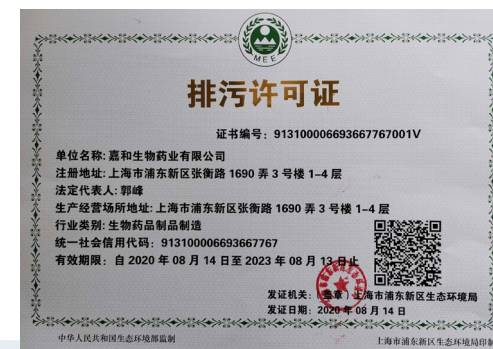 MEE
排污许可证
证书编号：913100006693667767001V
单位名称:嘉和生物药业有限公司
注册地址:上海市浦东新区张衡路 1690 弄 3 号楼 1-4 层
法定代表人:郭峰
生产经营场所地址:上海市浦东新区张衡路 1690 弄 3 号楼 1-4 层
行业类别:生物药品制品制造
统一社会信用代码：913100006693667767
有效期限：自 2020 年 08 月 14 日至 2023 年 08 月 13 日止
发证机关：（盖章）上海市浦东新区生态环境局
发证日期：2020 年 08 月 14 日
中华人民共和国生态环境部监制
上海市浦东新区生态环境局印制